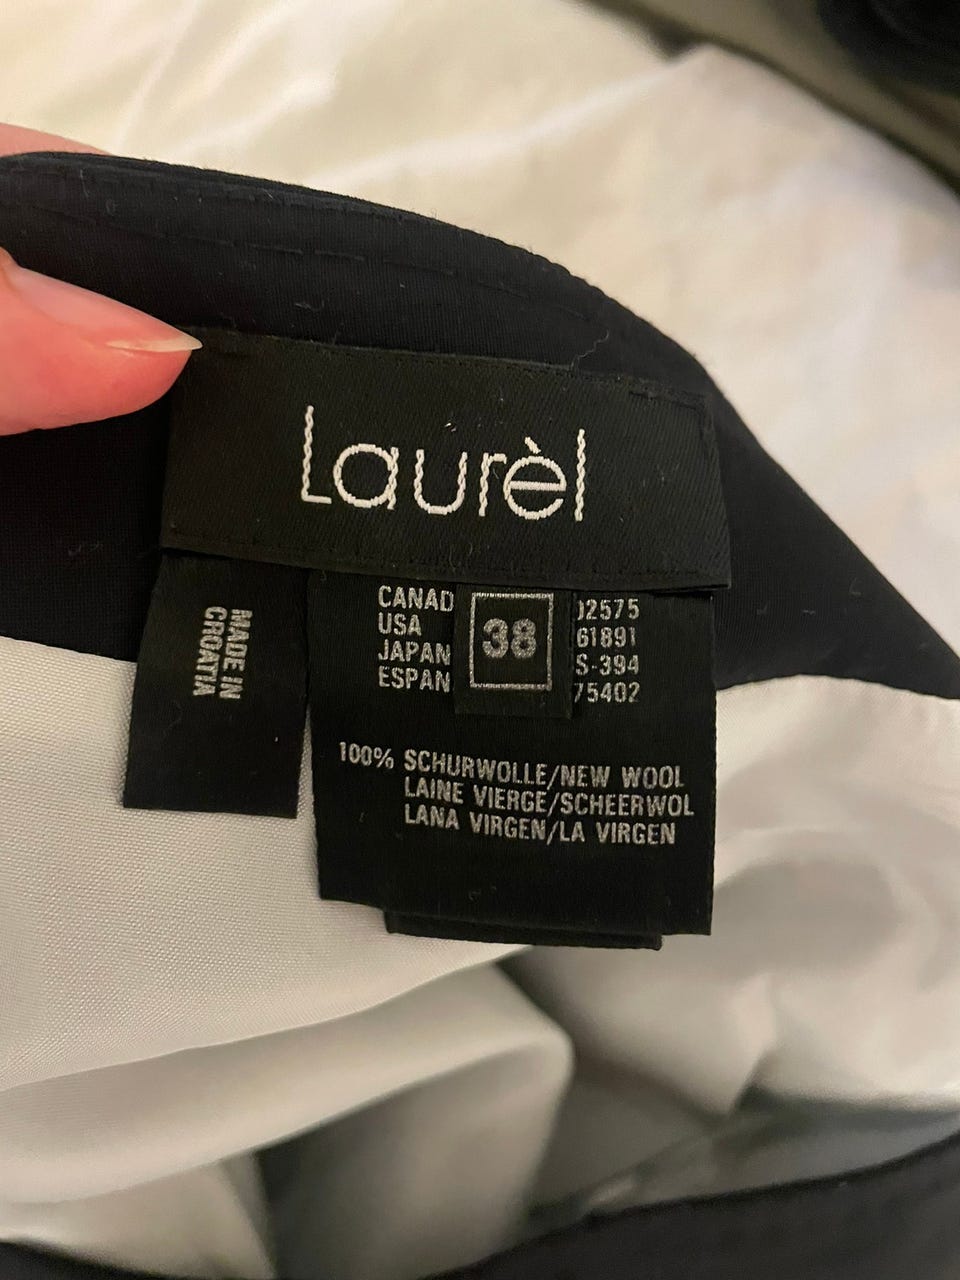 Laurèl
MADE IN
CROATIA
38
CANAD
USA
JAPAN
ESPAN
)2575
61891
S-394
75402
100% SCHURWOLLE/NEW WOOL
LAINE VIERGE/SCHEERWOL
LANA VIRGEN/LA VIRGEN